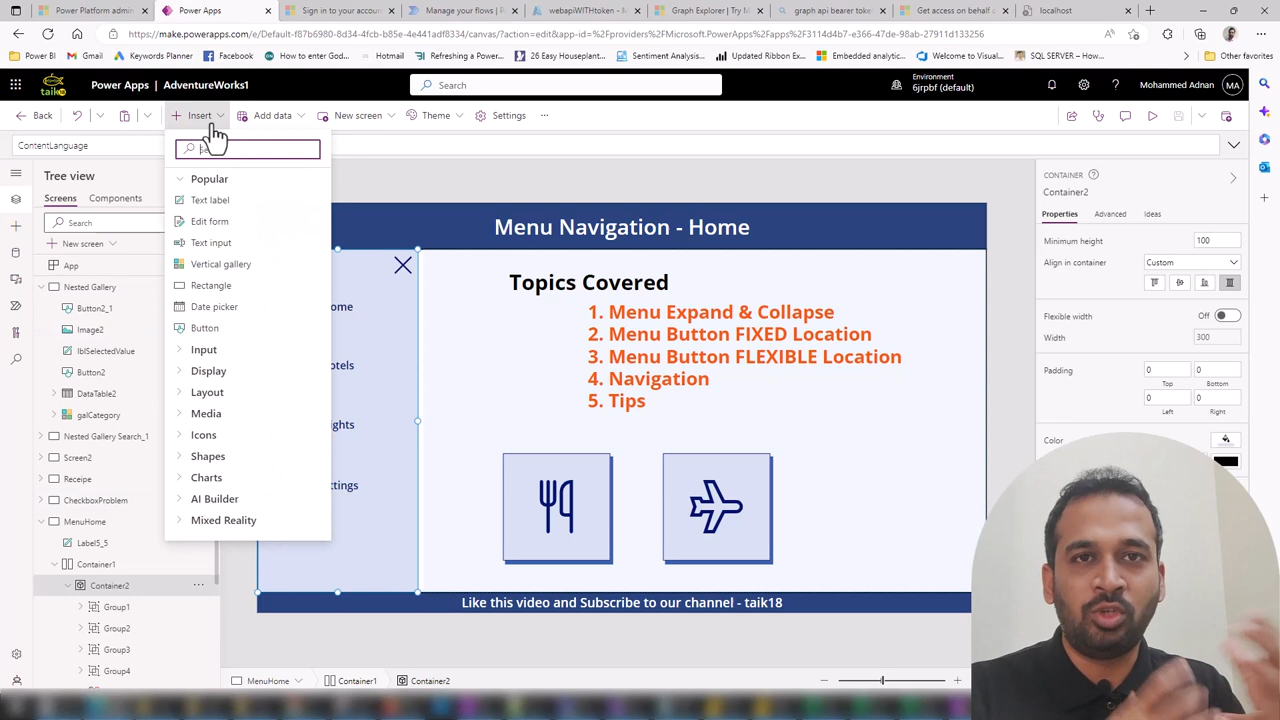 Power Platform admin
Power Apps
Sign in to your accou
Manage your flows | P
webapiWITHtoken - M
Graph Explorer | Try M
graph api bearer toke
Get access on behalf o
localhost
https://make.powerapps.com/e/Default-f87b6980-8d34-4fcb-b85e-4e441adf8334/canvas/?action=edit&app-id=%2Fproviders%2FMicrosoft.PowerApps%2Fapps%2F3114d4b7-e366-47de-98ab-27911d133256
Power BI
Amazon
Family Tree
Keywords Planner
Facebook
How to enter God...
Hotmail
Refreshing a Power...
26 Easy Houseplant...
Sentiment Analysis...
Updated Ribbon Ex...
Embedded analytic...
Welcome to Visual...
SQL SERVER – How t...
Other favorites
taik18
Power Apps | AdventureWorks1
Search
Environment
6jrpbf (default)
Mohammed Adnan
MA
Back
Insert
Add data
New screen
Theme
Settings
ContentLanguage
Tree view
Screens
Components
Search
New screen
App
Nested Gallery
Button2_1
Image2
lblSelectedValue
Button2
DataTable2
galCategory
Nested Gallery Search_1
Screen2
Receipe
CheckboxProblem
MenuHome
Label5_5
Container1
Container2
Group1
Group2
Group3
Group4
Popular
Text label
Edit form
Text input
Vertical gallery
Rectangle
Date picker
Button
Input
Display
Layout
Media
Icons
Shapes
Charts
AI Builder
Mixed Reality
Menu Navigation - Home
ome
otels
ights
ttings
Topics Covered
1. Menu Expand & Collapse
2. Menu Button FIXED Location
3. Menu Button FLEXIBLE Location
4. Navigation
5. Tips
Like this video and Subscribe to our channel - taik18
MenuHome
Container1
Container2
CONTAINER
Container2
Properties
Advanced
Ideas
Minimum height
100
Align in container
Custom
Flexible width
Off
Width
300
Padding
0
0
Top
Bottom
0
0
Left
Right
Color